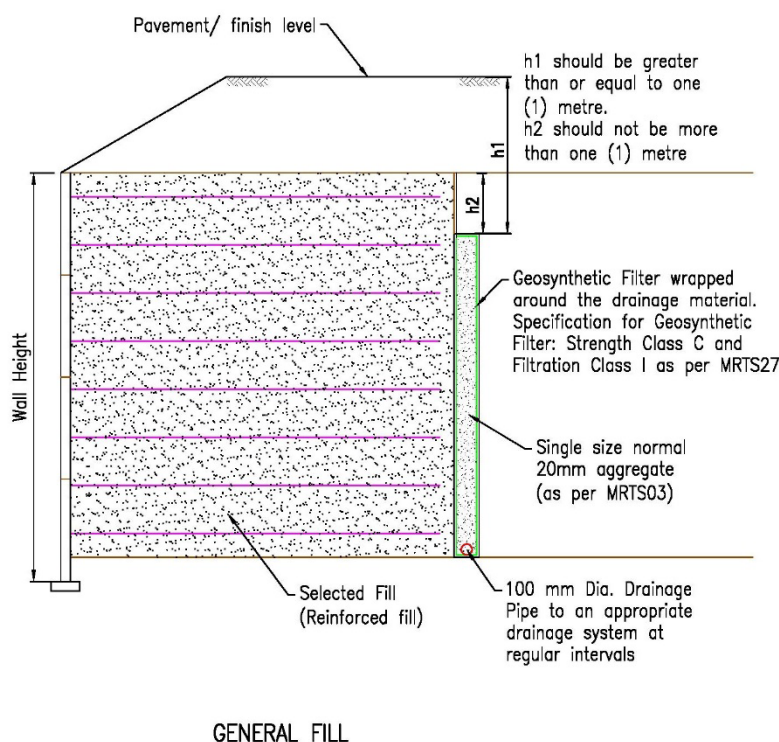 Pavement/ finish level
h1 should be greater
than or equal to one
(1) metre.
h2 should not be more
than one (1) metre
h1
h2
Wall Height
Geosynthetic Filter wrapped
around the drainage material.
Specification for Geosynthetic
Filter: Strength Class C and
Filtration Class I as per MRTS27
Single size normal
20mm aggregate
(as per MRTS03)
Selected Fill
(Reinforced fill)
100 mm Dia. Drainage
Pipe to an appropriate
drainage system at
regular intervals
GENERAL FILL